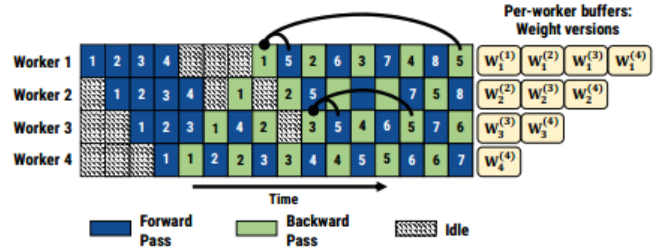 Per-worker buffers:
Weight versions
Worker 1 1 2 3 4 1 5 2 6 3 7 4 8 5 W₁⁽¹⁾ W₁⁽²⁾ W₁⁽³⁾ W₁⁽⁴⁾
Worker 2 1 2 3 4 1 2 5 7 5 8 W₂⁽²⁾ W₂⁽³⁾ W₂⁽⁴⁾
Worker 3 1 2 3 1 4 2 3 5 4 6 5 7 6 W₃⁽³⁾ W₃⁽⁴⁾
Worker 4 1 1 2 2 3 3 4 4 5 5 6 6 7 W₄⁽⁴⁾
Time
Forward Pass
Backward Pass
Idle